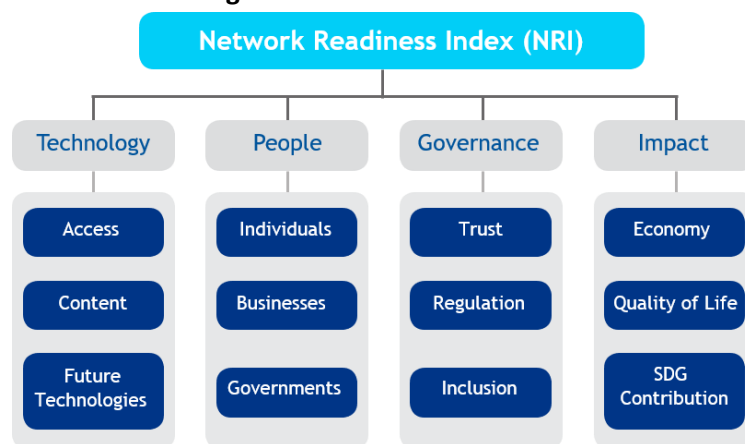 Network Readiness Index (NRI)
Technology
People
Governance
Impact
Access
Individuals
Trust
Economy
Content
Businesses
Regulation
Quality of Life
Future
Technologies
Governments
Inclusion
SDG
Contribution